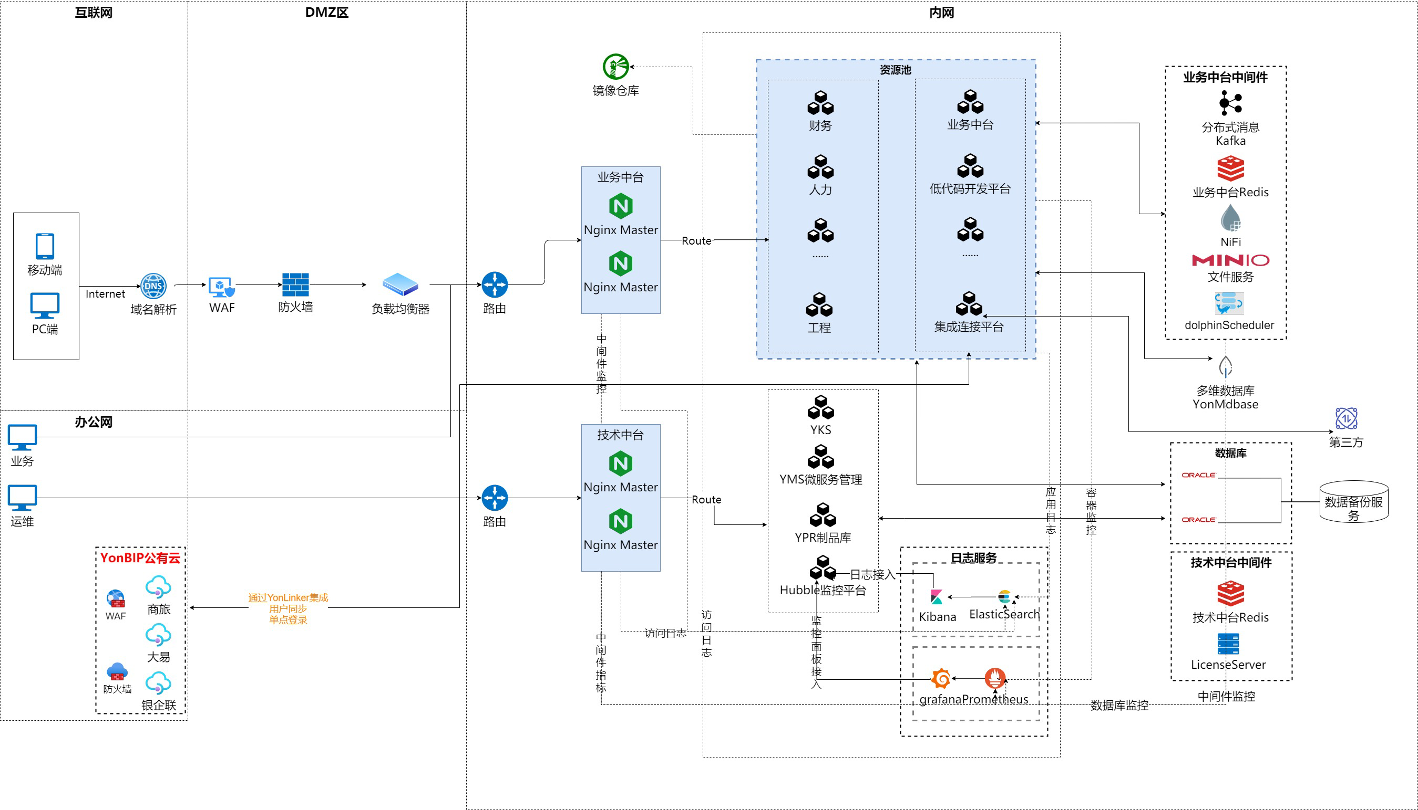 互联网
DMZ区
内网
镜像仓库
资源池
财务
人力
......
工程
业务中台
低代码开发平台
......
集成连接平台
业务中台中间件
分布式消息
Kafka
业务中台Redis
NiFi
MINIO
文件服务
dolphinScheduler
业务中台
Nginx Master
Nginx Master
Route
移动端
PC端
Internet
DNS
域名解析
WAF
防火墙
负载均衡器
路由
中间件监控
多维数据库
YonMdbase
第三方
办公网
业务
运维
路由
技术中台
Nginx Master
Nginx Master
Route
YKS
YMS微服务管理
YPR制品库
Hubble监控平台
应用日志
容器监控
数据库
ORACLE
ORACLE
数据备份服
务
YonBIP公有云
WAF
商旅
大易
防火墙
银企联
通过YonLinker集成
用户同步
单点登录
日志服务
日志接入
Kibana
ElasticSearch
访问日志
访问日志
中间件指标
监控面板接入
grafana
Prometheus
数据库监控
技术中台中间件
技术中台Redis
LicenseServer
中间件监控